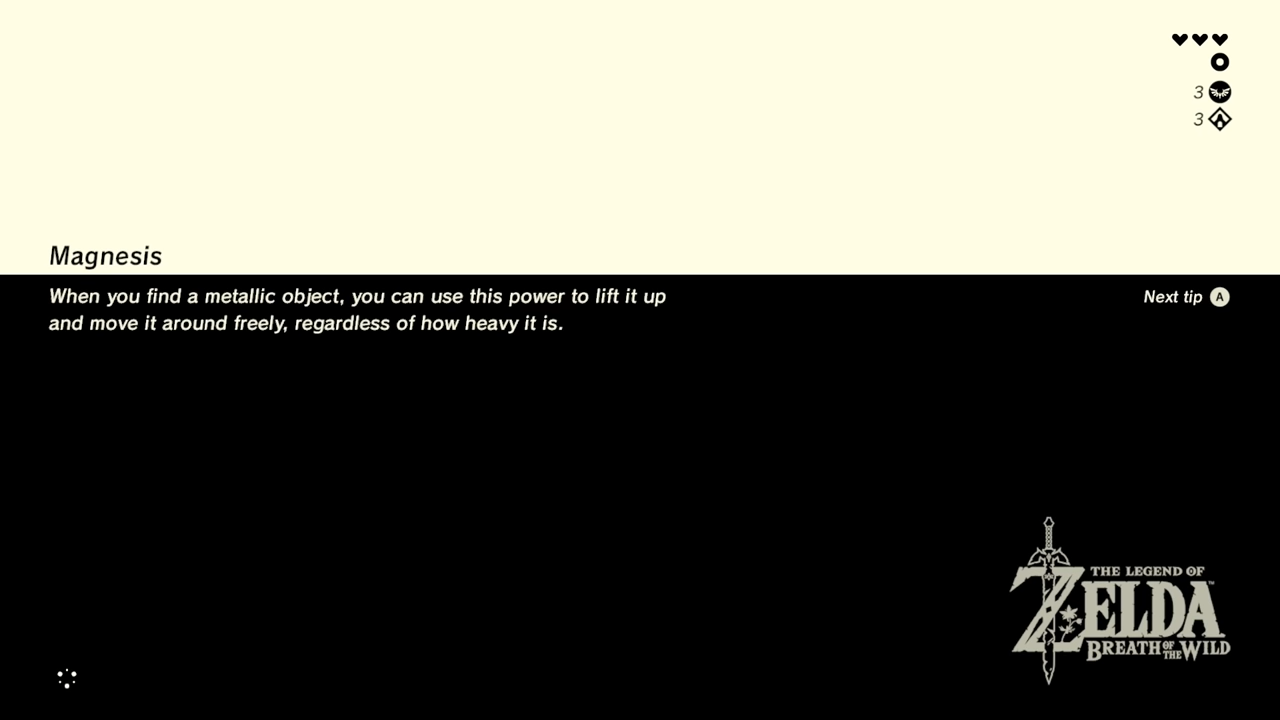 3
3
Magnesis
When you find a metallic object, you can use this power to lift it up
and move it around freely, regardless of how heavy it is.
Next tip A
THE LEGEND OF
ZELDA™
BREATH OF THE WILD